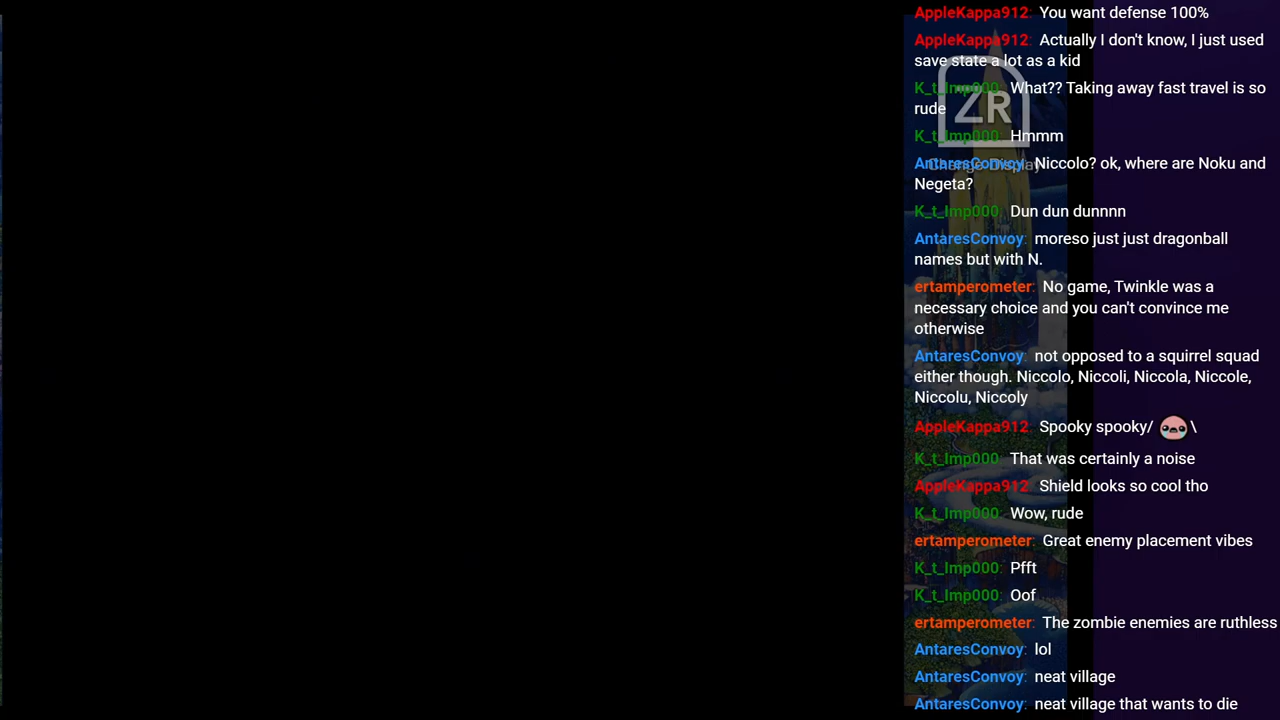 AppleKappa912: You want defense 100%
AppleKappa912: Actually I don't know, I just used
save state a lot as a kid
K_t_Imp000: What?? Taking away fast travel is so
rude
ZR
K_t_Imp000: Hmmm
Change Display
AntaresConvoy: Niccolo? ok, where are Noku and
Negeta?
K_t_Imp000: Dun dun dunnnn
AntaresConvoy: moreso just just dragonball
names but with N.
ertamperometer: No game, Twinkle was a
necessary choice and you can't convince me
otherwise
AntaresConvoy: not opposed to a squirrel squad
either though. Niccolo, Niccoli, Niccola, Niccole,
Niccolu, Niccoly
AppleKappa912: Spooky spooky/ \
K_t_Imp000: That was certainly a noise
AppleKappa912: Shield looks so cool tho
K_t_Imp000: Wow, rude
ertamperometer: Great enemy placement vibes
K_t_Imp000: Pfft
K_t_Imp000: Oof
ertamperometer: The zombie enemies are ruthless
AntaresConvoy: lol
AntaresConvoy: neat village
AntaresConvoy: neat village that wants to die